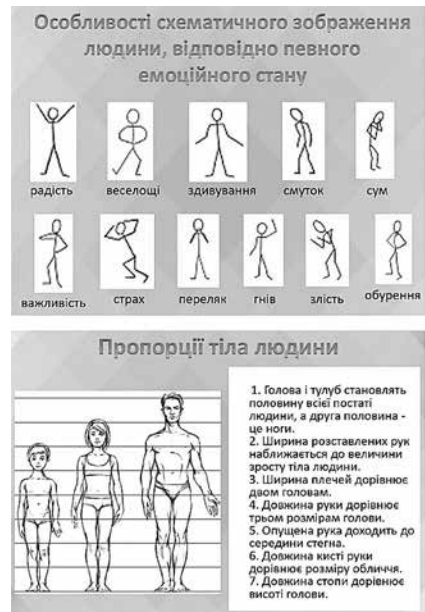 Особливості схематичного зображення
людини, відповідно певного
емоційного стану
радість веселощі здивування смуток сум
важливість страх переляк гнів злість обурення
Пропорції тіла людини
1. Голова і тулуб становлять
половину всієї постаті
людини, а друга половина -
це ноги.
2. Ширина розставлених рук
наближається до величини
зросту тіла людини.
3. Ширина плечей дорівнює
двом головам.
4. Довжина руки дорівнює
трьом розмірам голови.
5. Опущена рука доходить до
середини стегна.
6. Довжина кисті руки
дорівнює розміру обличчя.
7. Довжина стопи дорівнює
висоті голови.